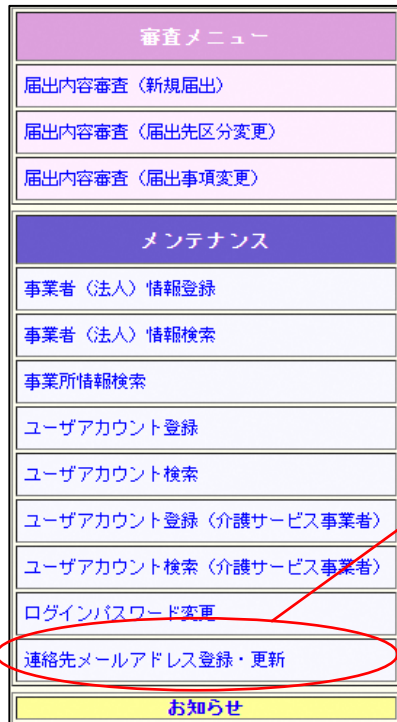 審査メニュー
届出内容審査（新規届出）
届出内容審査（届出先区分変更）
届出内容審査（届出事項変更）
メンテナンス
事業者（法人）情報登録
事業者（法人）情報検索
事業所情報検索
ユーザアカウント登録
ユーザアカウント検索
ユーザアカウント登録（介護サービス事業者）
ユーザアカウント検索（介護サービス事業者）
ログインパスワード変更
連絡先メールアドレス登録・更新
お知らせ